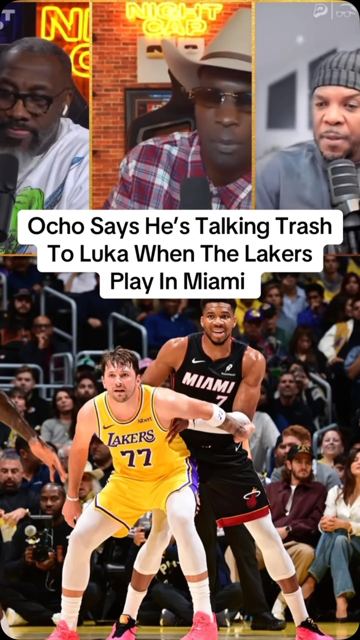 NIGHT
CAP
Ocho Says He's Talking Trash
To Luka When The Lakers
Play In Miami
MIAMI
7
LAKERS
77